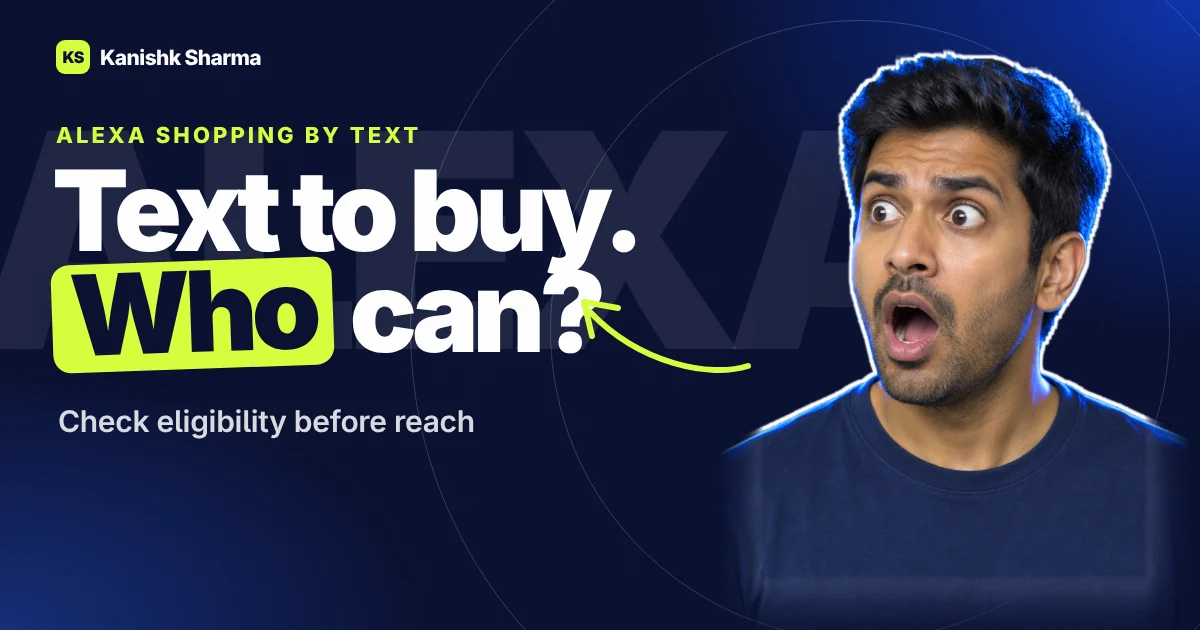 KS Kanishk Sharma
ALEXA SHOPPING BY TEXT
Text to buy.
Who can?
Check eligibility before reach
ALEXA